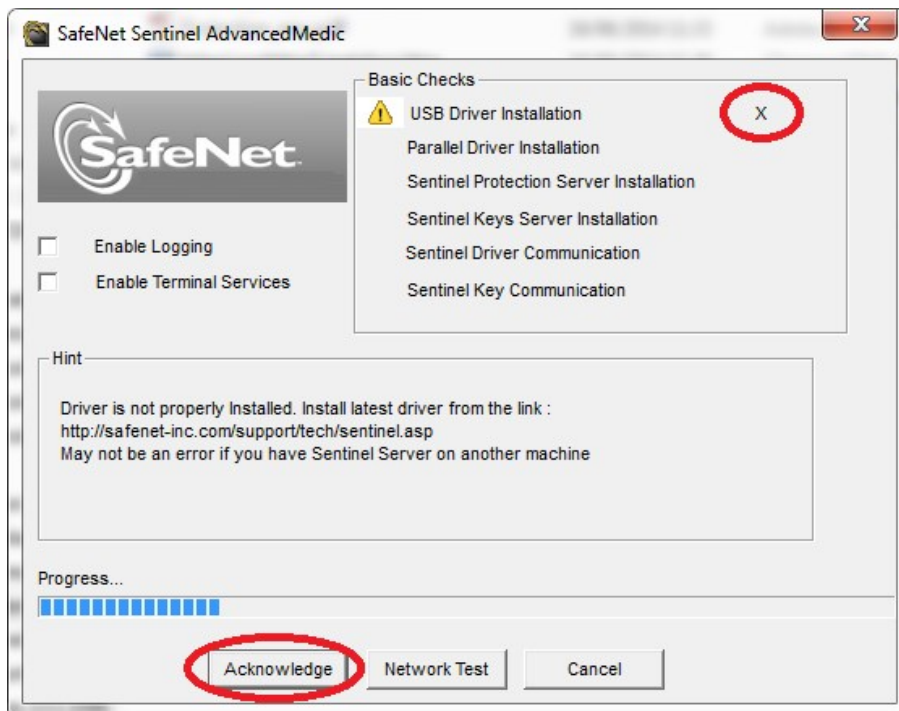 SafeNet Sentinel AdvancedMedic
X
SafeNet.
Enable Logging
Enable Terminal Services
Basic Checks
USB Driver Installation X
Parallel Driver Installation
Sentinel Protection Server Installation
Sentinel Keys Server Installation
Sentinel Driver Communication
Sentinel Key Communication
Hint
Driver is not properly Installed. Install latest driver from the link :
http://safenet-inc.com/support/tech/sentinel.asp
May not be an error if you have Sentinel Server on another machine
Progress...
Acknowledge Network Test Cancel